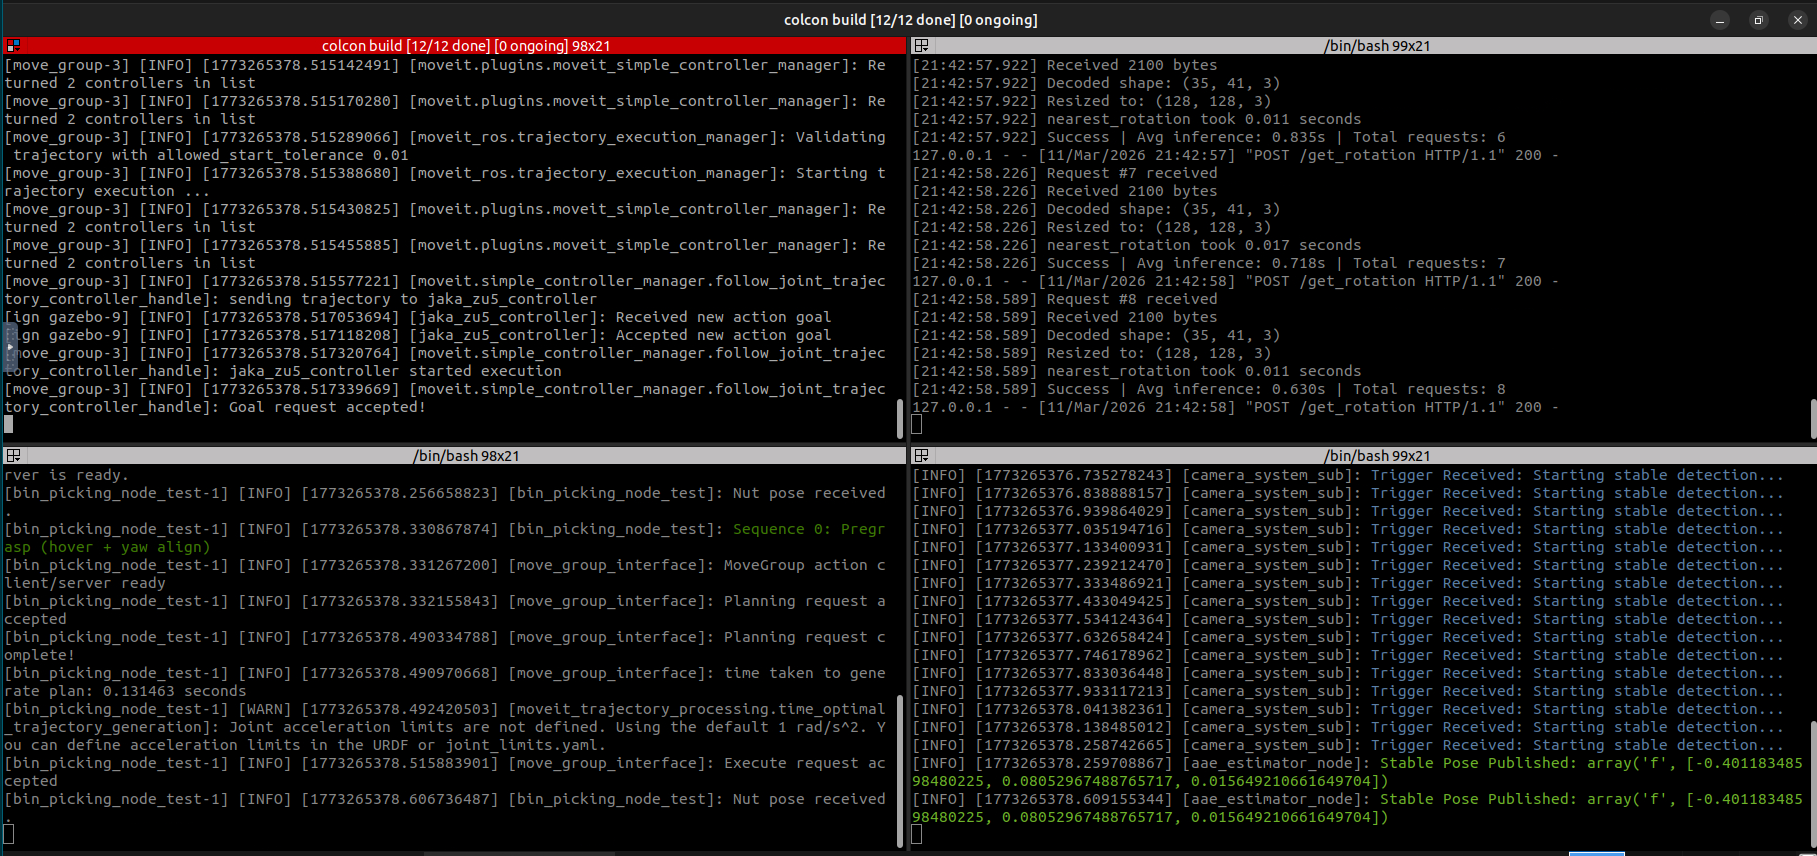 colcon build [12/12 done] [0 ongoing]
colcon build [12/12 done] [0 ongoing] 98x21
[move_group-3] [INFO] [1773265378.515142491] [moveit.plugins.moveit_simple_controller_manager]: Re
turned 2 controllers in list
[move_group-3] [INFO] [1773265378.515170280] [moveit.plugins.moveit_simple_controller_manager]: Re
turned 2 controllers in list
[move_group-3] [INFO] [1773265378.515289066] [moveit_ros.trajectory_execution_manager]: Validating
 trajectory with allowed_start_tolerance 0.01
[move_group-3] [INFO] [1773265378.515388680] [moveit_ros.trajectory_execution_manager]: Starting t
rajectory execution ...
[move_group-3] [INFO] [1773265378.515430825] [moveit.plugins.moveit_simple_controller_manager]: Re
turned 2 controllers in list
[move_group-3] [INFO] [1773265378.515455885] [moveit.plugins.moveit_simple_controller_manager]: Re
turned 2 controllers in list
[move_group-3] [INFO] [1773265378.515577221] [moveit.simple_controller_manager.follow_joint_trajec
tory_controller_handle]: sending trajectory to jaka_zu5_controller
[ign gazebo-9] [INFO] [1773265378.517053694] [jaka_zu5_controller]: Received new action goal
ign gazebo-9] [INFO] [1773265378.517118208] [jaka_zu5_controller]: Accepted new action goal
move_group-3] [INFO] [1773265378.517320764] [moveit.simple_controller_manager.follow_joint_trajec
tory_controller_handle]: jaka_zu5_controller started execution
[move_group-3] [INFO] [1773265378.517339669] [moveit.simple_controller_manager.follow_joint_trajec
tory_controller_handle]: Goal request accepted!
/bin/bash 99x21
[21:42:57.922] Received 2100 bytes
[21:42:57.922] Decoded shape: (35, 41, 3)
[21:42:57.922] Resized to: (128, 128, 3)
[21:42:57.922] nearest_rotation took 0.011 seconds
[21:42:57.922] Success | Avg inference: 0.835s | Total requests: 6
127.0.0.1 - - [11/Mar/2026 21:42:57] "POST /get_rotation HTTP/1.1" 200 -
[21:42:58.226] Request #7 received
[21:42:58.226] Received 2100 bytes
[21:42:58.226] Decoded shape: (35, 41, 3)
[21:42:58.226] Resized to: (128, 128, 3)
[21:42:58.226] nearest_rotation took 0.017 seconds
[21:42:58.226] Success | Avg inference: 0.718s | Total requests: 7
127.0.0.1 - - [11/Mar/2026 21:42:58] "POST /get_rotation HTTP/1.1" 200 -
[21:42:58.589] Request #8 received
[21:42:58.589] Received 2100 bytes
[21:42:58.589] Decoded shape: (35, 41, 3)
[21:42:58.589] Resized to: (128, 128, 3)
[21:42:58.589] nearest_rotation took 0.011 seconds
[21:42:58.589] Success | Avg inference: 0.630s | Total requests: 8
127.0.0.1 - - [11/Mar/2026 21:42:58] "POST /get_rotation HTTP/1.1" 200 -
/bin/bash 98x21
rver is ready.
[bin_picking_node_test-1] [INFO] [1773265378.256658823] [bin_picking_node_test]: Nut pose received
.
[bin_picking_node_test-1] [INFO] [1773265378.330867874] [bin_picking_node_test]: Sequence 0: Pregr
asp (hover + yaw align)
[bin_picking_node_test-1] [INFO] [1773265378.331267200] [move_group_interface]: MoveGroup action c
lient/server ready
[bin_picking_node_test-1] [INFO] [1773265378.332155843] [move_group_interface]: Planning request a
ccepted
[bin_picking_node_test-1] [INFO] [1773265378.490334788] [move_group_interface]: Planning request c
omplete!
[bin_picking_node_test-1] [INFO] [1773265378.490970668] [move_group_interface]: time taken to gene
rate plan: 0.131463 seconds
[bin_picking_node_test-1] [WARN] [1773265378.492420503] [moveit_trajectory_processing.time_optimal
_trajectory_generation]: Joint acceleration limits are not defined. Using the default 1 rad/s^2. Y
ou can define acceleration limits in the URDF or joint_limits.yaml.
[bin_picking_node_test-1] [INFO] [1773265378.515883901] [move_group_interface]: Execute request ac
cepted
[bin_picking_node_test-1] [INFO] [1773265378.606736487] [bin_picking_node_test]: Nut pose received
.
/bin/bash 99x21
[INFO] [1773265376.735278243] [camera_system_sub]: Trigger Received: Starting stable detection...
[INFO] [1773265376.838888157] [camera_system_sub]: Trigger Received: Starting stable detection...
[INFO] [1773265376.939864029] [camera_system_sub]: Trigger Received: Starting stable detection...
[INFO] [1773265377.035194716] [camera_system_sub]: Trigger Received: Starting stable detection...
[INFO] [1773265377.133400931] [camera_system_sub]: Trigger Received: Starting stable detection...
[INFO] [1773265377.239212470] [camera_system_sub]: Trigger Received: Starting stable detection...
[INFO] [1773265377.333486921] [camera_system_sub]: Trigger Received: Starting stable detection...
[INFO] [1773265377.433049425] [camera_system_sub]: Trigger Received: Starting stable detection...
[INFO] [1773265377.534124364] [camera_system_sub]: Trigger Received: Starting stable detection...
[INFO] [1773265377.632658424] [camera_system_sub]: Trigger Received: Starting stable detection...
[INFO] [1773265377.746178962] [camera_system_sub]: Trigger Received: Starting stable detection...
[INFO] [1773265377.833036448] [camera_system_sub]: Trigger Received: Starting stable detection...
[INFO] [1773265377.933117213] [camera_system_sub]: Trigger Received: Starting stable detection...
[INFO] [1773265378.041382361] [camera_system_sub]: Trigger Received: Starting stable detection...
[INFO] [1773265378.138485012] [camera_system_sub]: Trigger Received: Starting stable detection...
[INFO] [1773265378.258742665] [camera_system_sub]: Trigger Received: Starting stable detection...
[INFO] [1773265378.259708867] [aae_estimator_node]: Stable Pose Published: array('f', [-0.401183485
98480225, 0.08052967488765717, 0.015649210661649704])
[INFO] [1773265378.609155344] [aae_estimator_node]: Stable Pose Published: array('f', [-0.401183485
98480225, 0.08052967488765717, 0.015649210661649704])